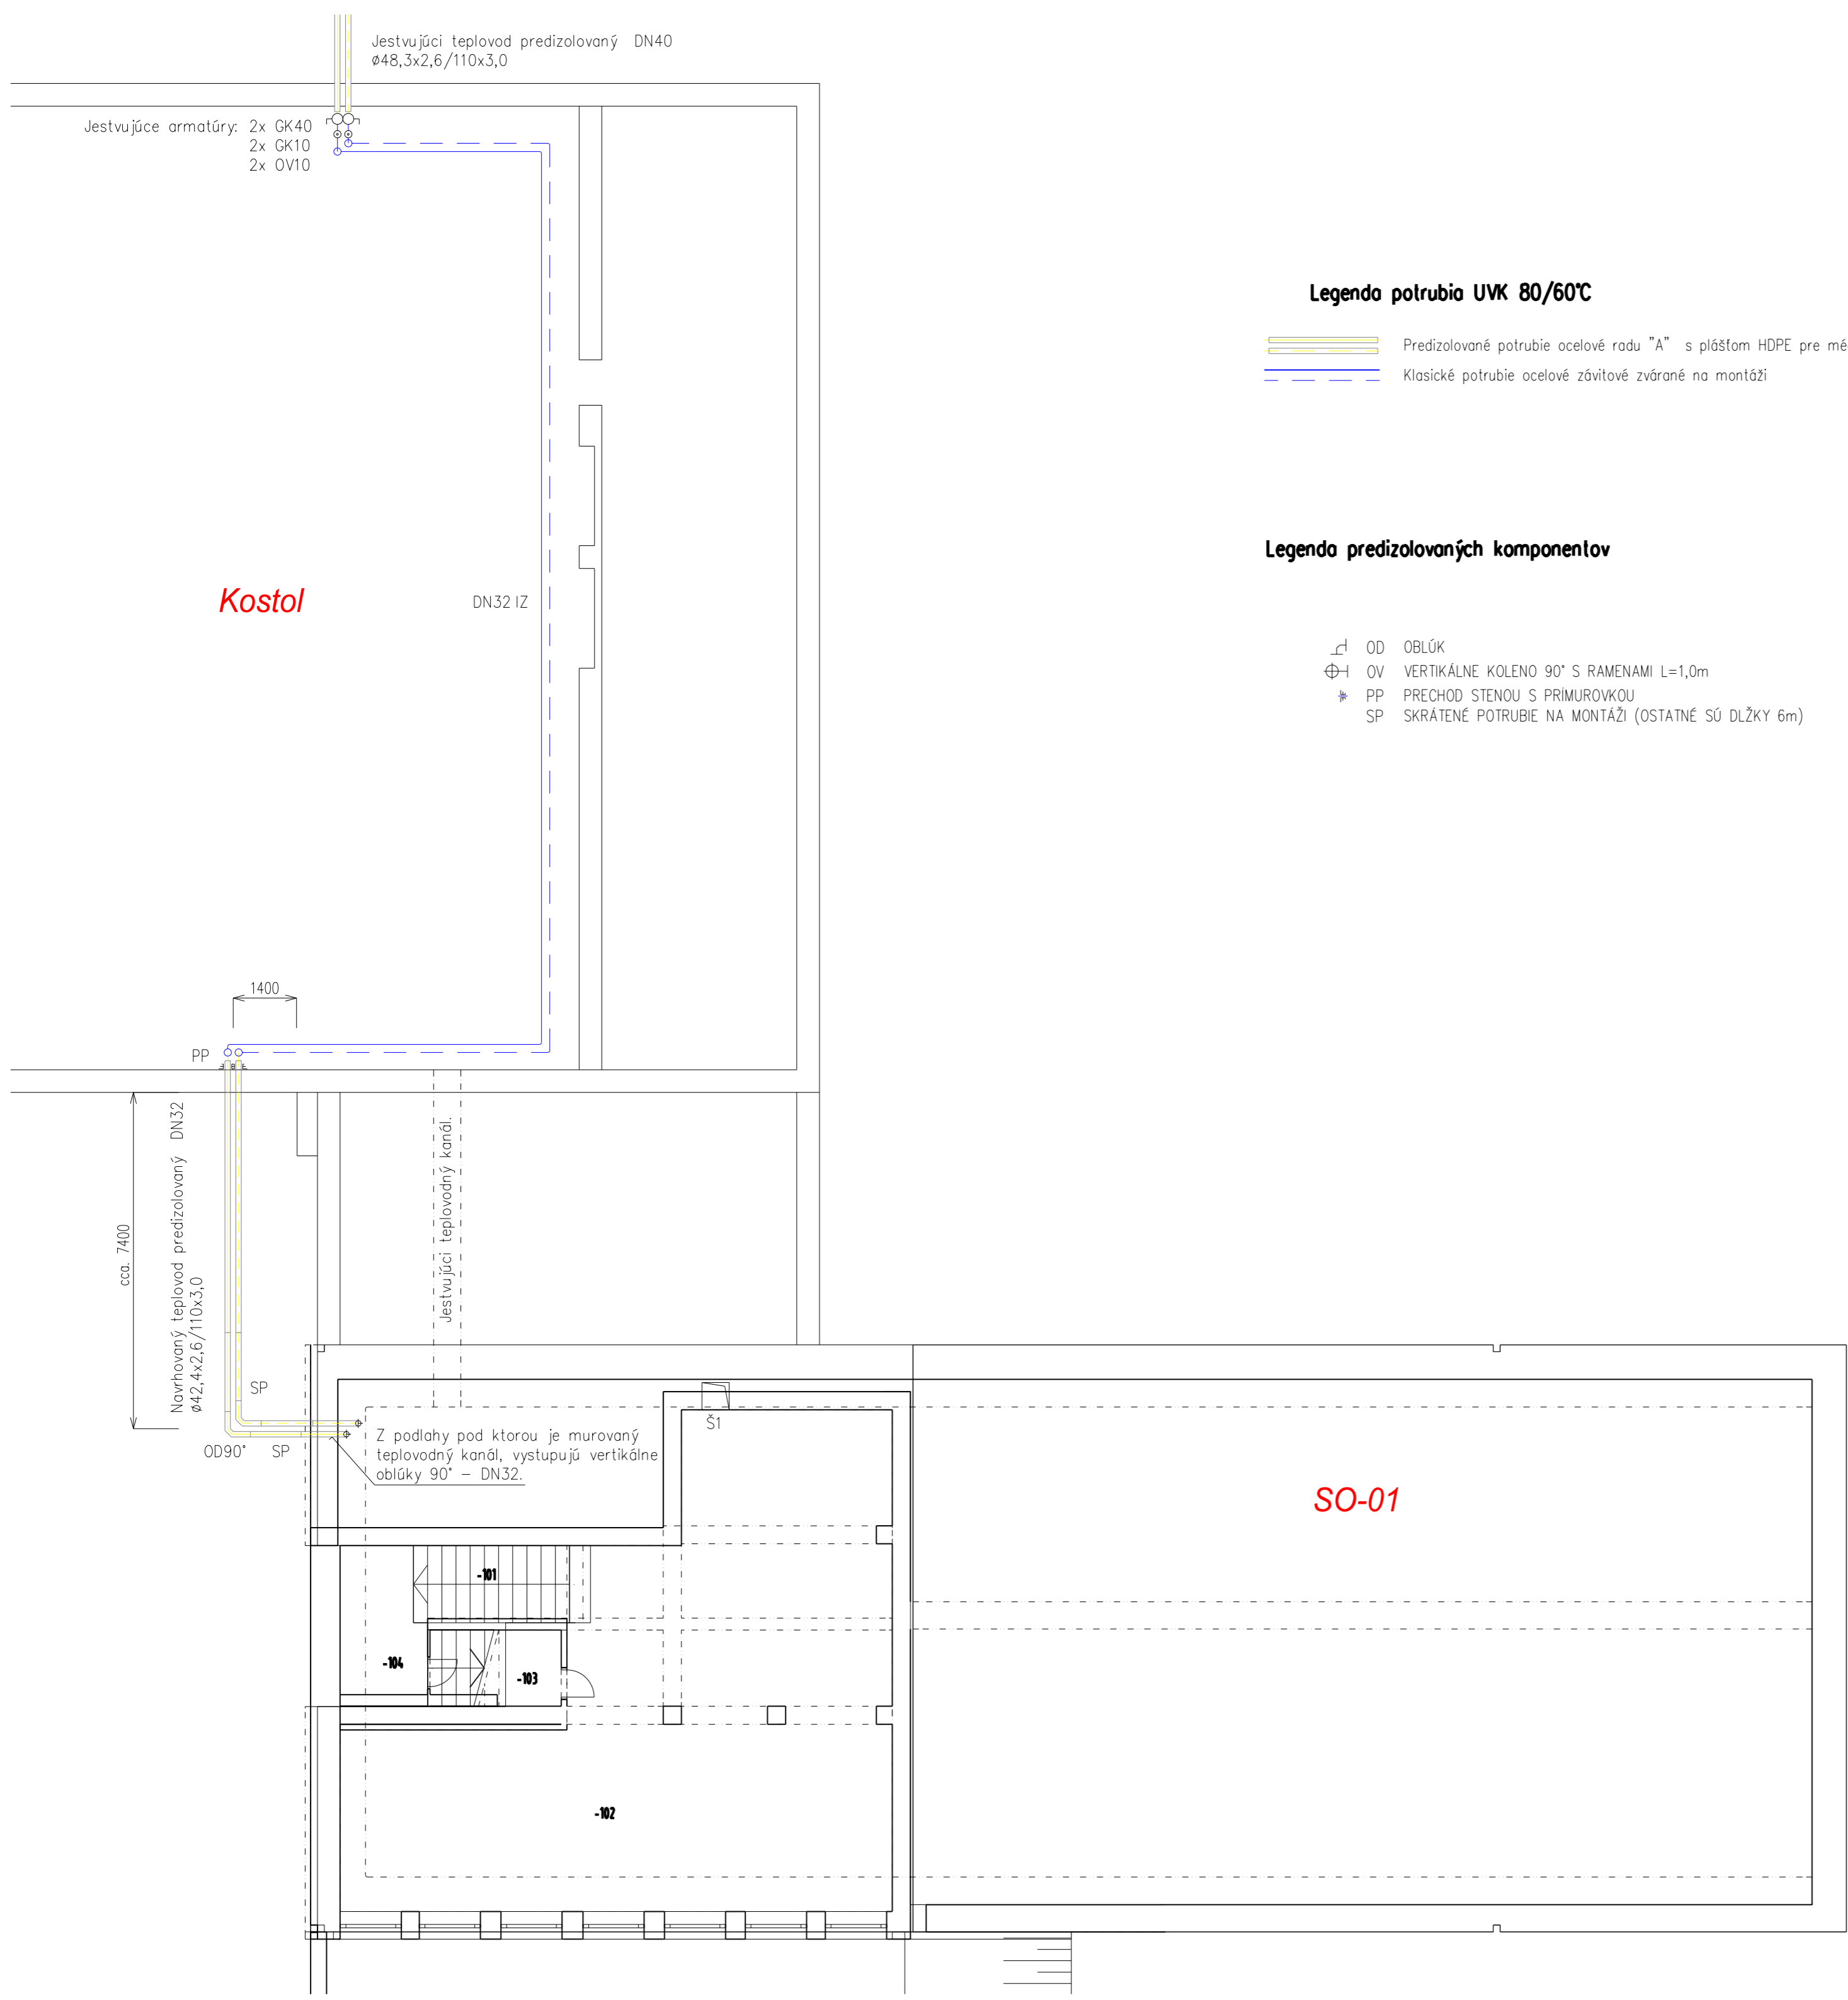 Jestvujúci teplovod predizolovaný DN40
ø48,3x2,6/110x3,0
Jestvujúce armatúry: 2x GK40
2x GK10
2x OV10
Legenda potrubia UVK 80/60°C
Predizolované potrubie ocelové radu "A" s plášťom HDPE pre mé
Klasické potrubie ocelové závitové zvárané na montáži
Legenda predizolovaných komponentov
Kostol
DN32 IZ
OD OBLÚK
OV VERTIKÁLNE KOLENO 90° S RAMENAMI L=1,0m
PP PRECHOD STENOU S PRÍMUROVKOU
SP SKRÁTENÉ POTRUBIE NA MONTÁŽI (OSTATNÉ SÚ DLŽKY 6m)
1400
PP
cca. 7400
Navrhovaný teplovod predizolovaný DN32
ø42,4x2,6/110x3,0
Jestvujúci teplovodný kanál.
SP
OD90°
SP
Z podlahy pod ktorou je murovaný
teplovodný kanál, vystupujú vertikálne
oblúky 90° – DN32.
Š1
SO-01
-101
-104
-103
-102